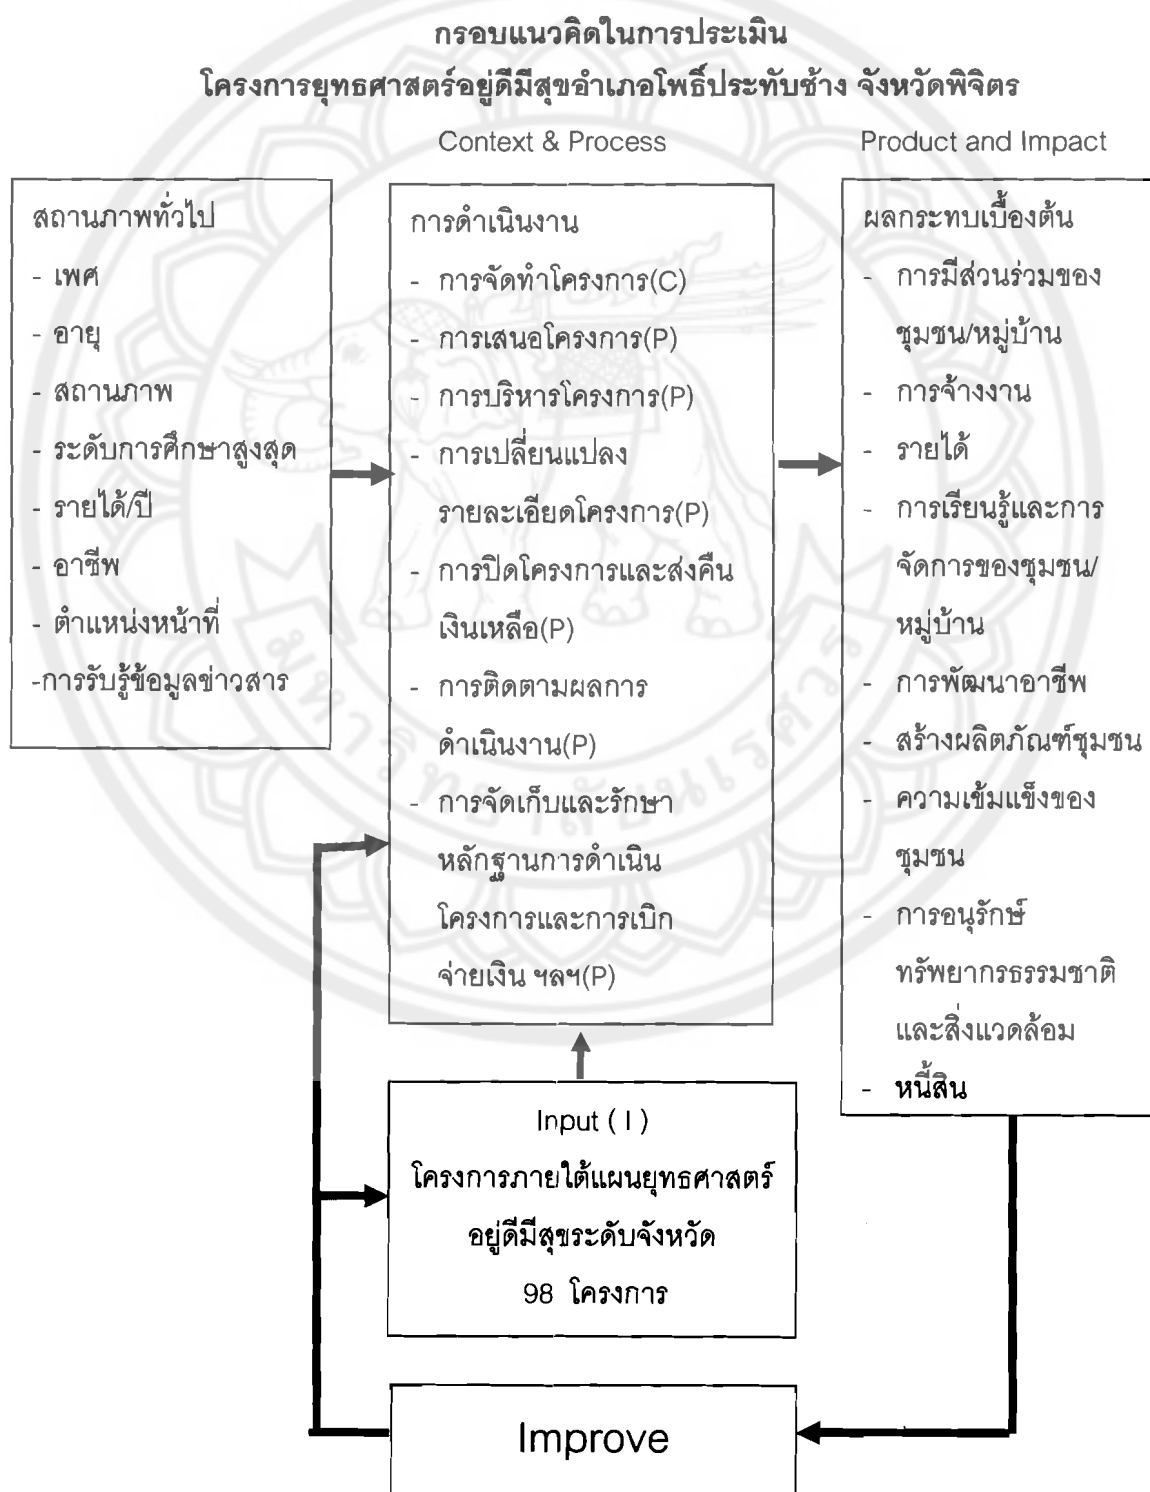 กรอบแนวคิดในการประเมิน
โครงการยุทธศาสตร์อยู่ดีมีสุขอำเภอโพธิ์ประทับช้าง จังหวัดพิจิตร
Context & Process
Product and Impact
สถานภาพทั่วไป
- เพศ
- อายุ
- สถานภาพ
- ระดับการศึกษาสูงสุด
- รายได้/ปี
- อาชีพ
- ตำแหน่งหน้าที่
-การรับรู้ข้อมูลข่าวสาร
การดำเนินงาน
- การจัดทำโครงการ(C)
- การเสนอโครงการ(P)
- การบริหารโครงการ(P)
- การเปลี่ยนแปลง
รายละเอียดโครงการ(P)
- การปิดโครงการและส่งคืน
เงินเหลือ(P)
- การติดตามผลการ
ดำเนินงาน(P)
- การจัดเก็บและรักษา
หลักฐานการดำเนิน
โครงการและการเบิก
จ่ายเงิน ฯลฯ(P)
ผลกระทบเบื้องต้น
- การมีส่วนร่วมของ
ชุมชน/หมู่บ้าน
- การจ้างงาน
- รายได้
- การเรียนรู้และการ
จัดการของชุมชน/
หมู่บ้าน
- การพัฒนาอาชีพ
- สร้างผลิตภัณฑ์ชุมชน
- ความเข้มแข็งของ
ชุมชน
- การอนุรักษ์
ทรัพยากรธรรมชาติ
และสิ่งแวดล้อม
- หนี้สิน
Input ( I )
โครงการภายใต้แผนยุทธศาสตร์
อยู่ดีมีสุขระดับจังหวัด
98 โครงการ
Improve
มหาวิทยาลัยนเรศวร